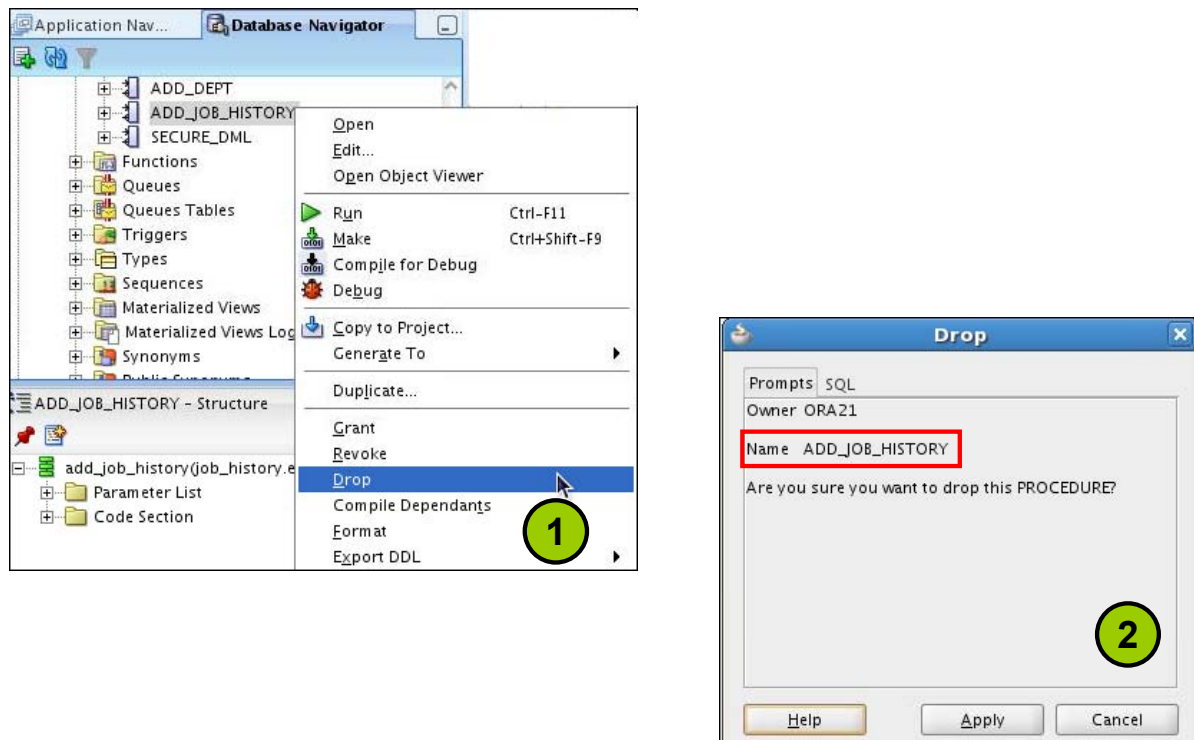 Application Nav...
Database Navigator
ADD_DEPT
ADD_JOB_HISTORY
SECURE_DML
Functions
Queues
Queues Tables
Triggers
Types
Sequences
Materialized Views
Materialized Views Log
Synonyms
ADD_JOB_HISTORY - Structure
add_job_history(job_history.e
Parameter List
Code Section
Open
Edit...
Open Object Viewer
Run Ctrl-F11
Make Ctrl+Shift-F9
Compile for Debug
Debug
Copy to Project...
Generate To
Duplicate...
Grant
Revoke
Drop
Compile Dependants
Format
Export DDL
1
Drop
Prompts SQL
Owner ORA21
Name ADD_JOB_HISTORY
Are you sure you want to drop this PROCEDURE?
2
Help Apply Cancel